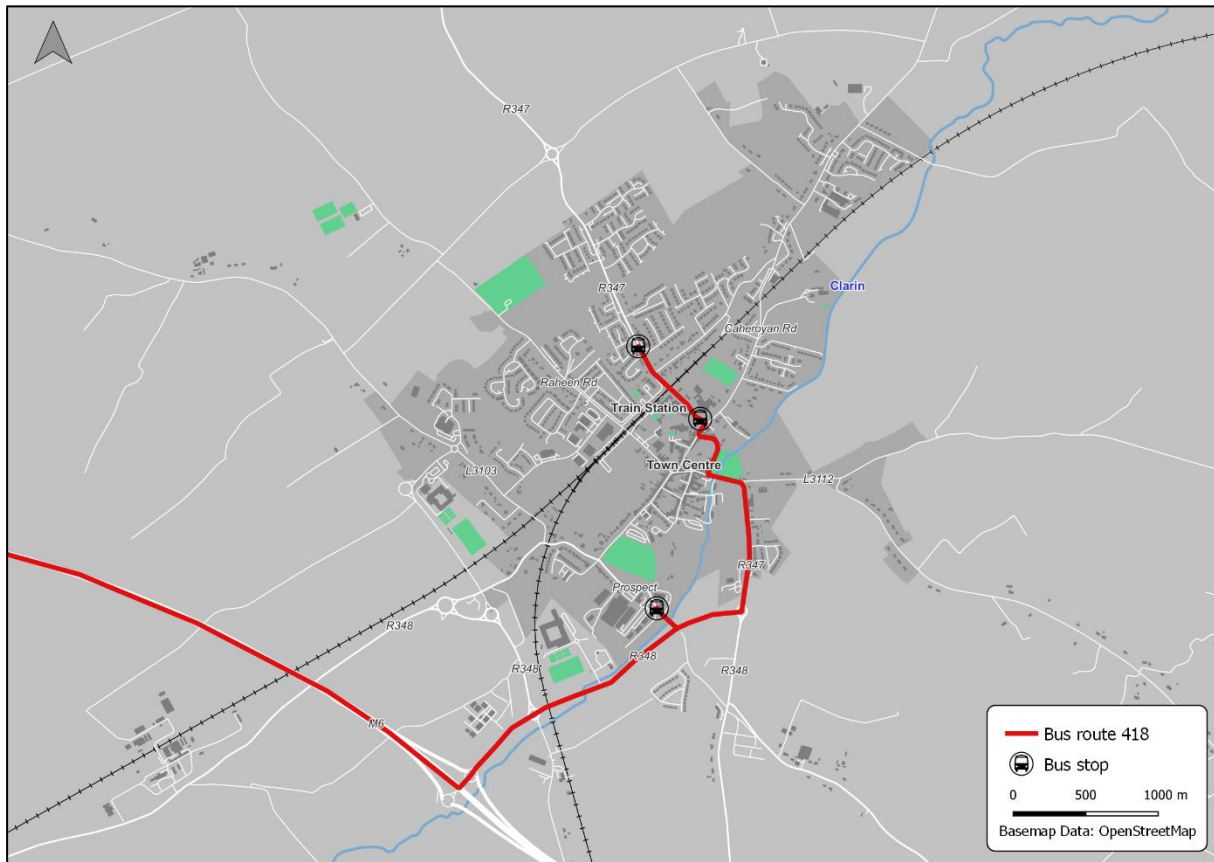 R347
R347
Clarin
Caheroyan Rd
Raheen Rd
Train Station
Town Centre
L3103
L3112
R347
Prospect
R348
R348
R348
R348
M6
Bus route 418
Bus stop
0 500 1000 m
Basemap Data: OpenStreetMap